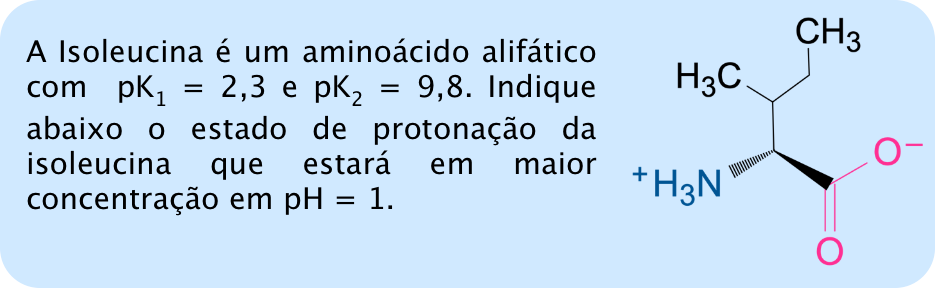 A Isoleucina é um aminoácido alifático
com pK₁ = 2,3 e pK₂ = 9,8. Indique
abaixo o estado de protonação da
isoleucina que estará em maior
concentração em pH = 1.
CH₃
H₃C
O⁻
⁺H₃N
O